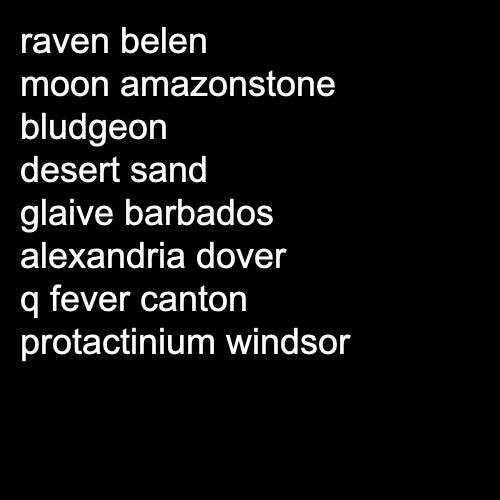 raven belen
moon amazonstone
bludgeon
desert sand
glaive barbados
alexandria dover
q fever canton
protactinium windsor